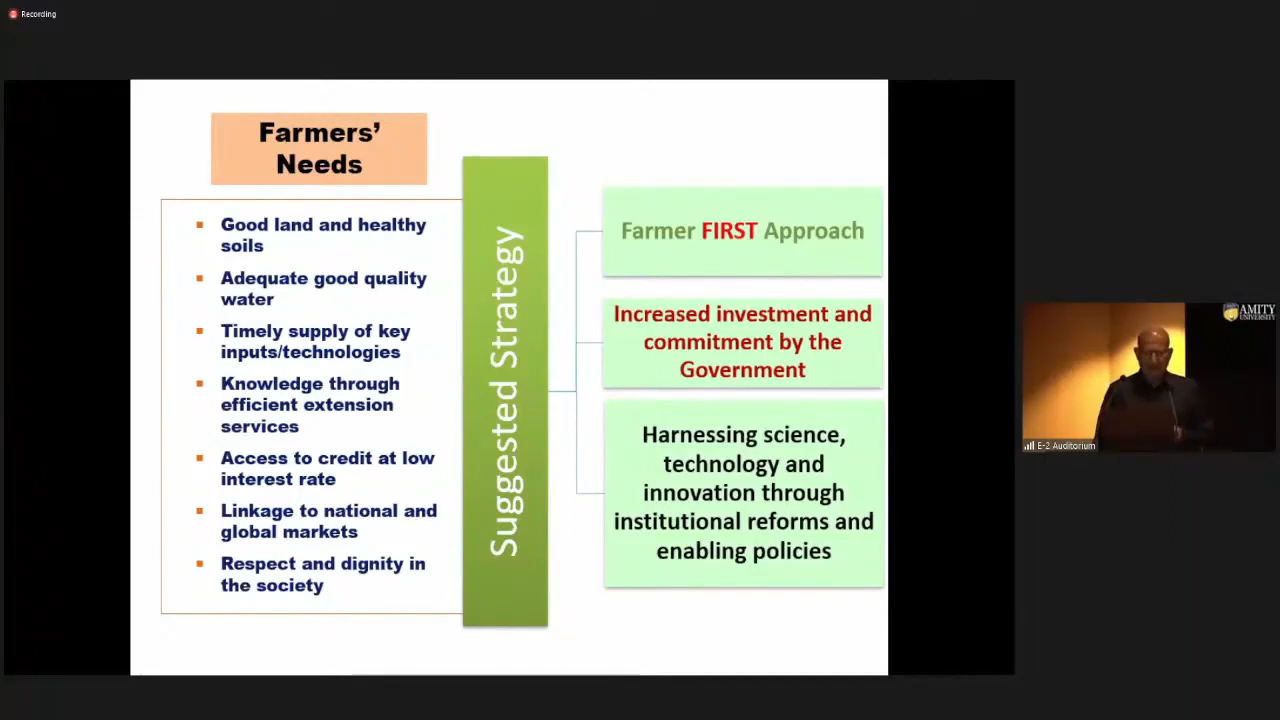 Recording
Farmers’
Needs
Good land and healthy
soils
Adequate good quality
water
Timely supply of key
inputs/technologies
Knowledge through
efficient extension
services
Access to credit at low
interest rate
Linkage to national and
global markets
Respect and dignity in
the society
Suggested Strategy
Farmer FIRST Approach
Increased investment and
commitment by the
Government
Harnessing science,
technology and
innovation through
institutional reforms and
enabling policies
AMITY
UNIVERSITY
E-2 Auditorium